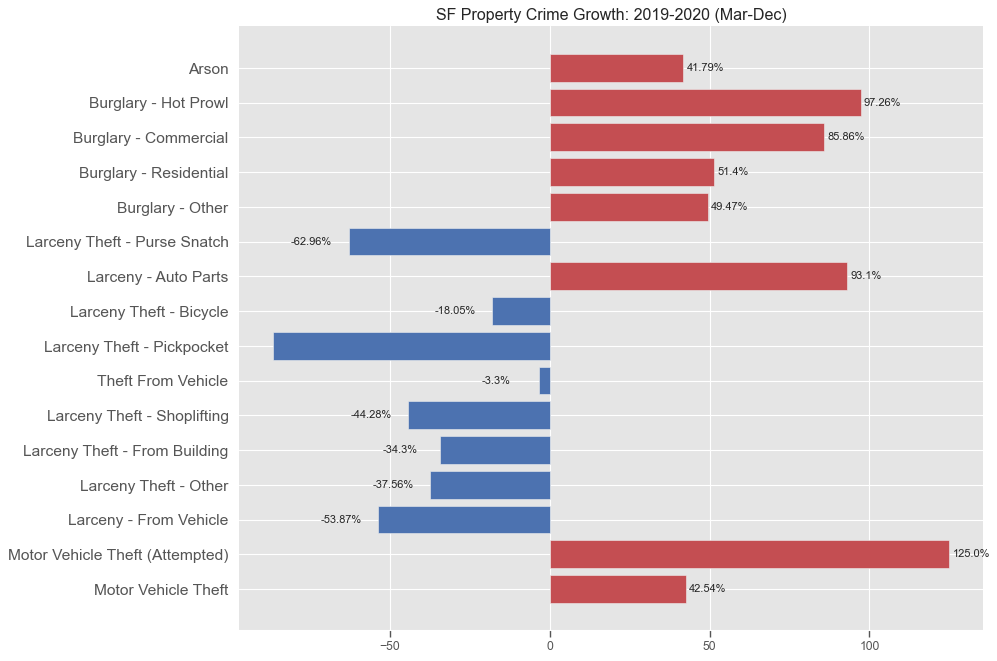 SF Property Crime Growth: 2019-2020 (Mar-Dec)
Arson 41.79%
Burglary - Hot Prowl 97.26%
Burglary - Commercial 85.86%
Burglary - Residential 51.4%
Burglary - Other 49.47%
Larceny Theft - Purse Snatch -62.96%
Larceny - Auto Parts 93.1%
Larceny Theft - Bicycle -18.05%
Larceny Theft - Pickpocket
Theft From Vehicle -3.3%
Larceny Theft - Shoplifting -44.28%
Larceny Theft - From Building -34.3%
Larceny Theft - Other -37.56%
Larceny - From Vehicle -53.87%
Motor Vehicle Theft (Attempted) 125.0%
Motor Vehicle Theft 42.54%
−50 0 50 100